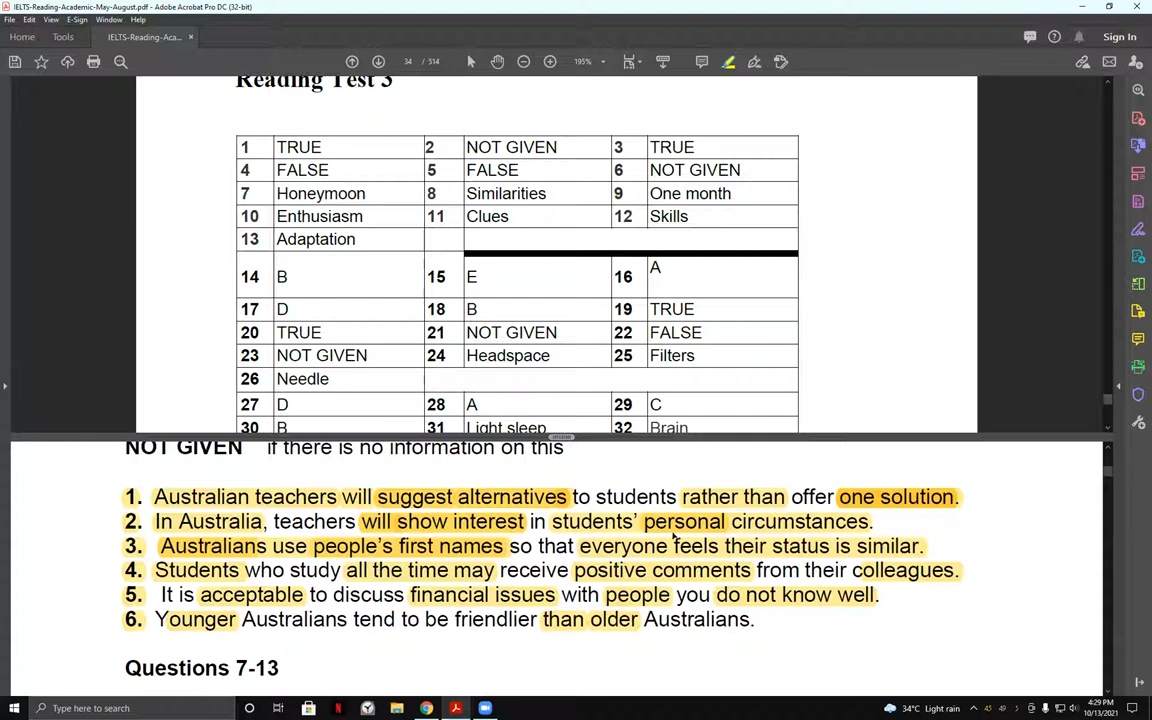 IELTS-Reading-Academic-May-August.pdf - Adobe Acrobat Pro DC (32-bit)
File Edit View E-Sign Window Help
Home Tools IELTS-Reading-Aca... × Sign In
34 / 514 195%
Reading Test 3
1 TRUE 2 NOT GIVEN 3 TRUE
4 FALSE 5 FALSE 6 NOT GIVEN
7 Honeymoon 8 Similarities 9 One month
10 Enthusiasm 11 Clues 12 Skills
13 Adaptation
14 B 15 E 16 A
17 D 18 B 19 TRUE
20 TRUE 21 NOT GIVEN 22 FALSE
23 NOT GIVEN 24 Headspace 25 Filters
26 Needle
27 D 28 A 29 C
30 B 31 Light sleep 32 Brain
NOT GIVEN if there is no information on this
1. Australian teachers will suggest alternatives to students rather than offer one solution.
2. In Australia, teachers will show interest in students' personal circumstances.
3. Australians use people's first names so that everyone feels their status is similar.
4. Students who study all the time may receive positive comments from their colleagues.
5. It is acceptable to discuss financial issues with people you do not know well.
6. Younger Australians tend to be friendlier than older Australians.
Questions 7-13
Type here to search 34°C Light rain 4:29 PM
10/13/2021